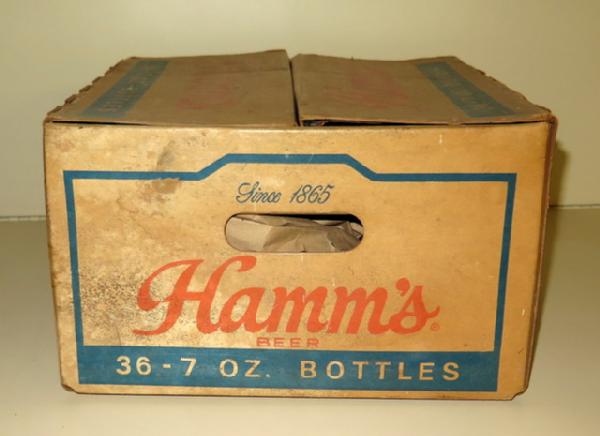 Since 1865
Hamm's®
BEER
36 - 7 OZ. BOTTLES